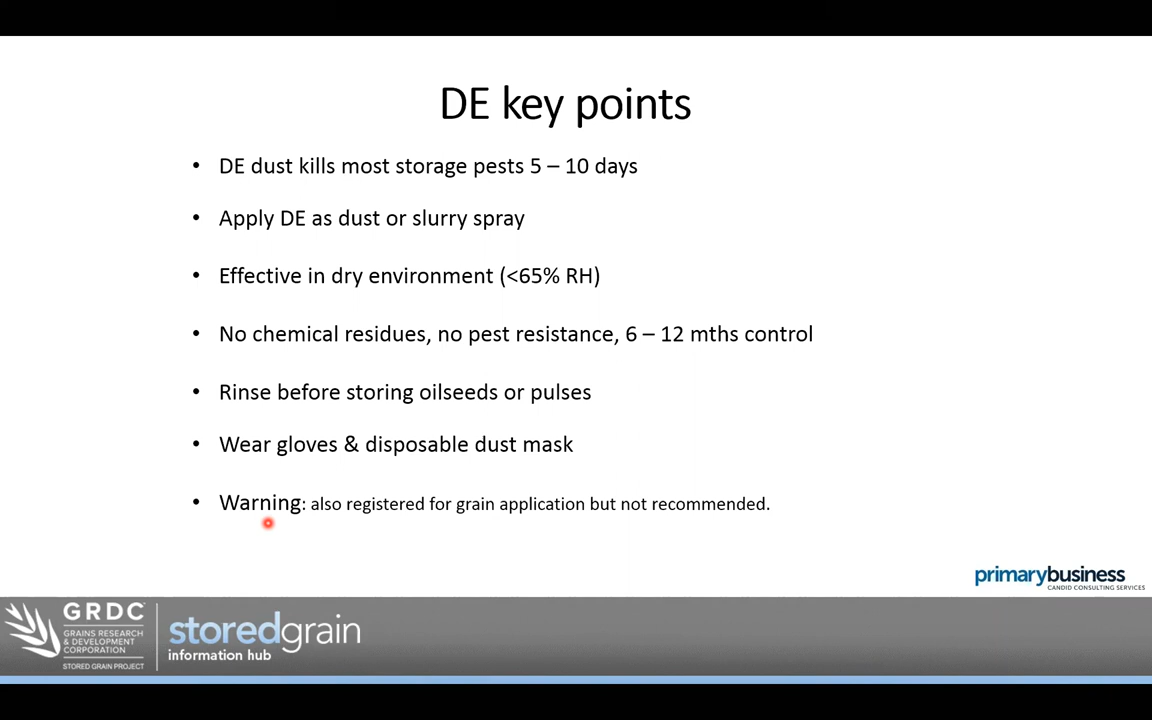 DE key points
• DE dust kills most storage pests 5 – 10 days
• Apply DE as dust or slurry spray
• Effective in dry environment (<65% RH)
• No chemical residues, no pest resistance, 6 – 12 mths control
• Rinse before storing oilseeds or pulses
• Wear gloves & disposable dust mask
• Warning: also registered for grain application but not recommended.
primarybusiness
CANDID CONSULTING SERVICES
GRDC
GRAINS RESEARCH
& DEVELOPMENT
CORPORATION
STORED GRAIN PROJECT
storedgrain
information hub